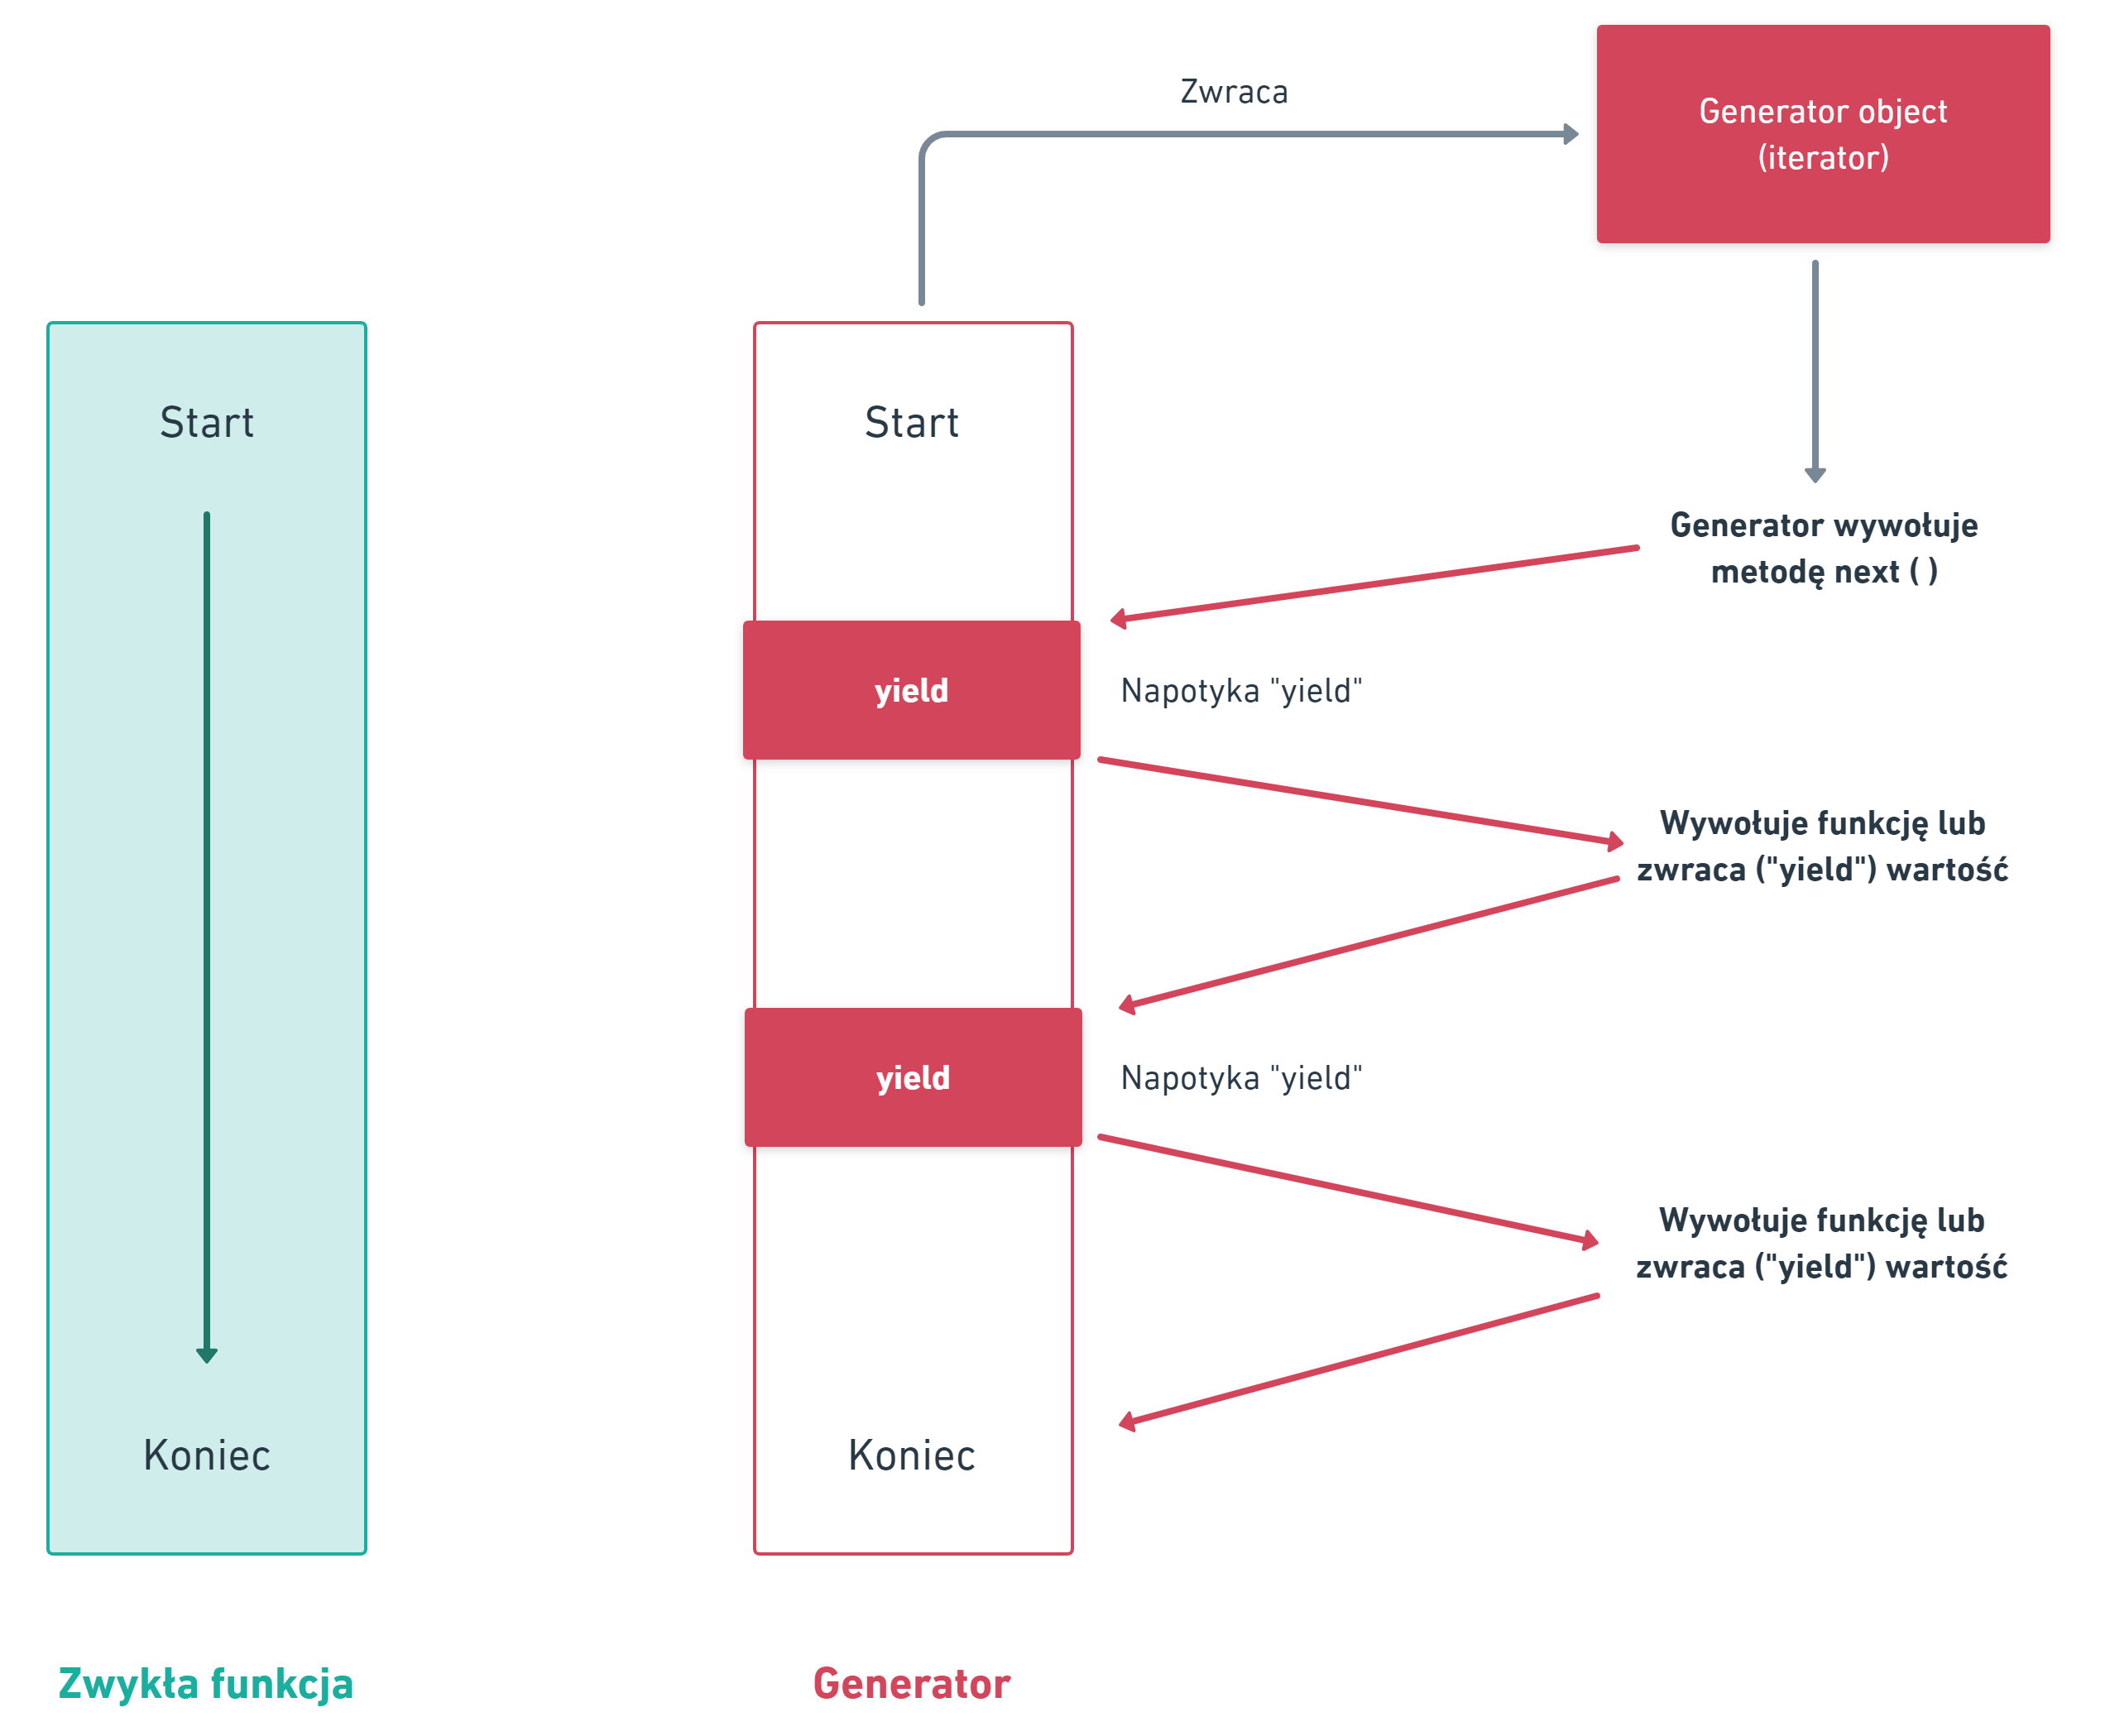 Zwraca
Generator object
(iterator)
Start
Start
Generator wywołuje
metodę next ( )
yield
Napotyka "yield"
Wywołuje funkcję lub
zwraca ("yield") wartość
yield
Napotyka "yield"
Wywołuje funkcję lub
zwraca ("yield") wartość
Koniec
Koniec
Zwykła funkcja
Generator